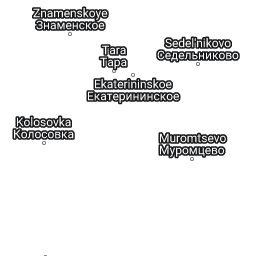 Znamenskoye
Знаменское
Tara
Тара
Sedel'nikovo
Седельниково
Ekaterininskoe
Екатерининское
Kolosovka
Колосовка
Muromtsevo
Муромцево